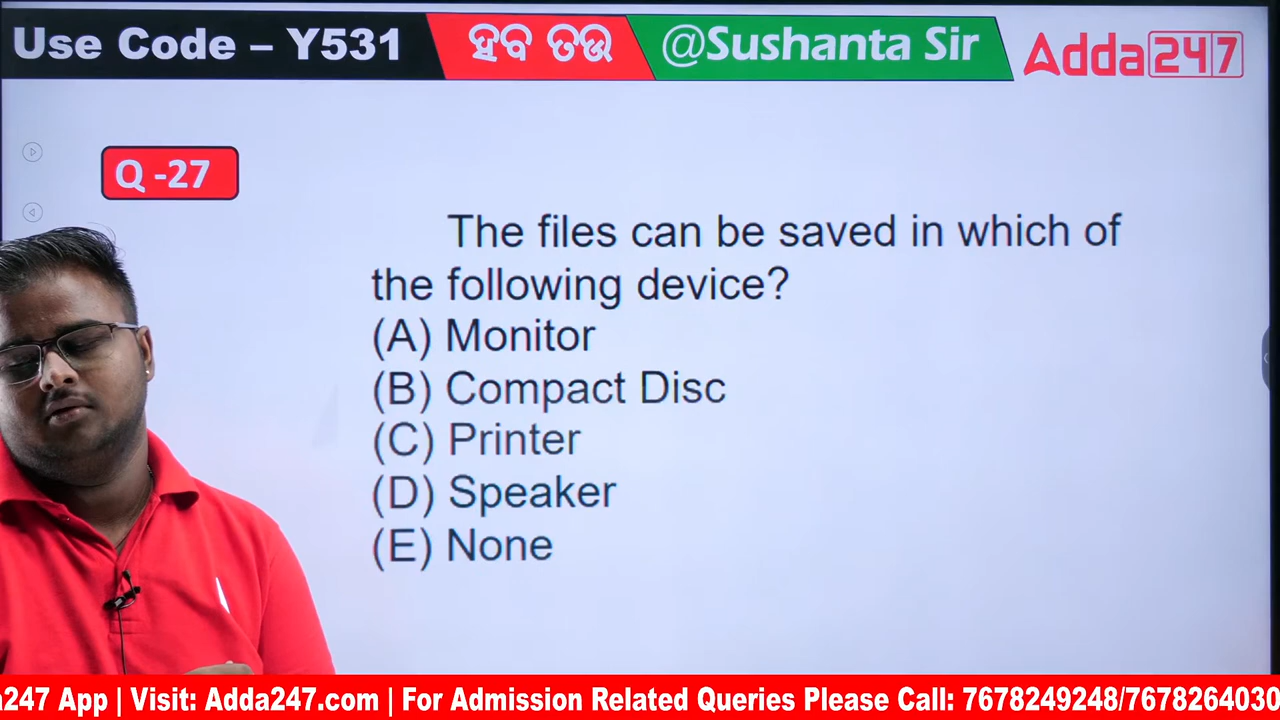 Use Code – Y531
ହବ ତଉ
@Sushanta Sir
Adda247
Q -27
The files can be saved in which of
the following device?
(A) Monitor
(B) Compact Disc
(C) Printer
(D) Speaker
(E) None
a247 App | Visit: Adda247.com | For Admission Related Queries Please Call: 7678249248/7678264030